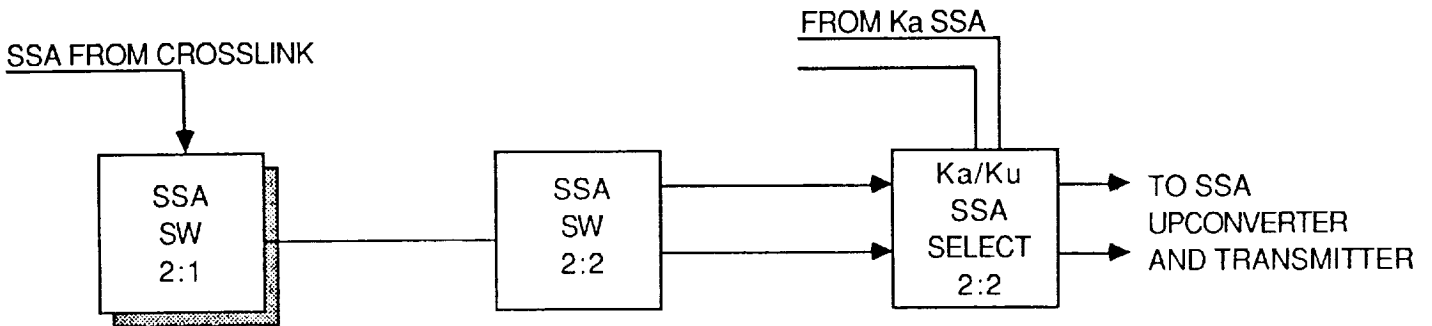 FROM Ka SSA
SSA FROM CROSSLINK
SSA
SW
2:1
SSA
SW
2:2
Ka/Ku
SSA
SELECT
2:2
TO SSA
UPCONVERTER
AND TRANSMITTER